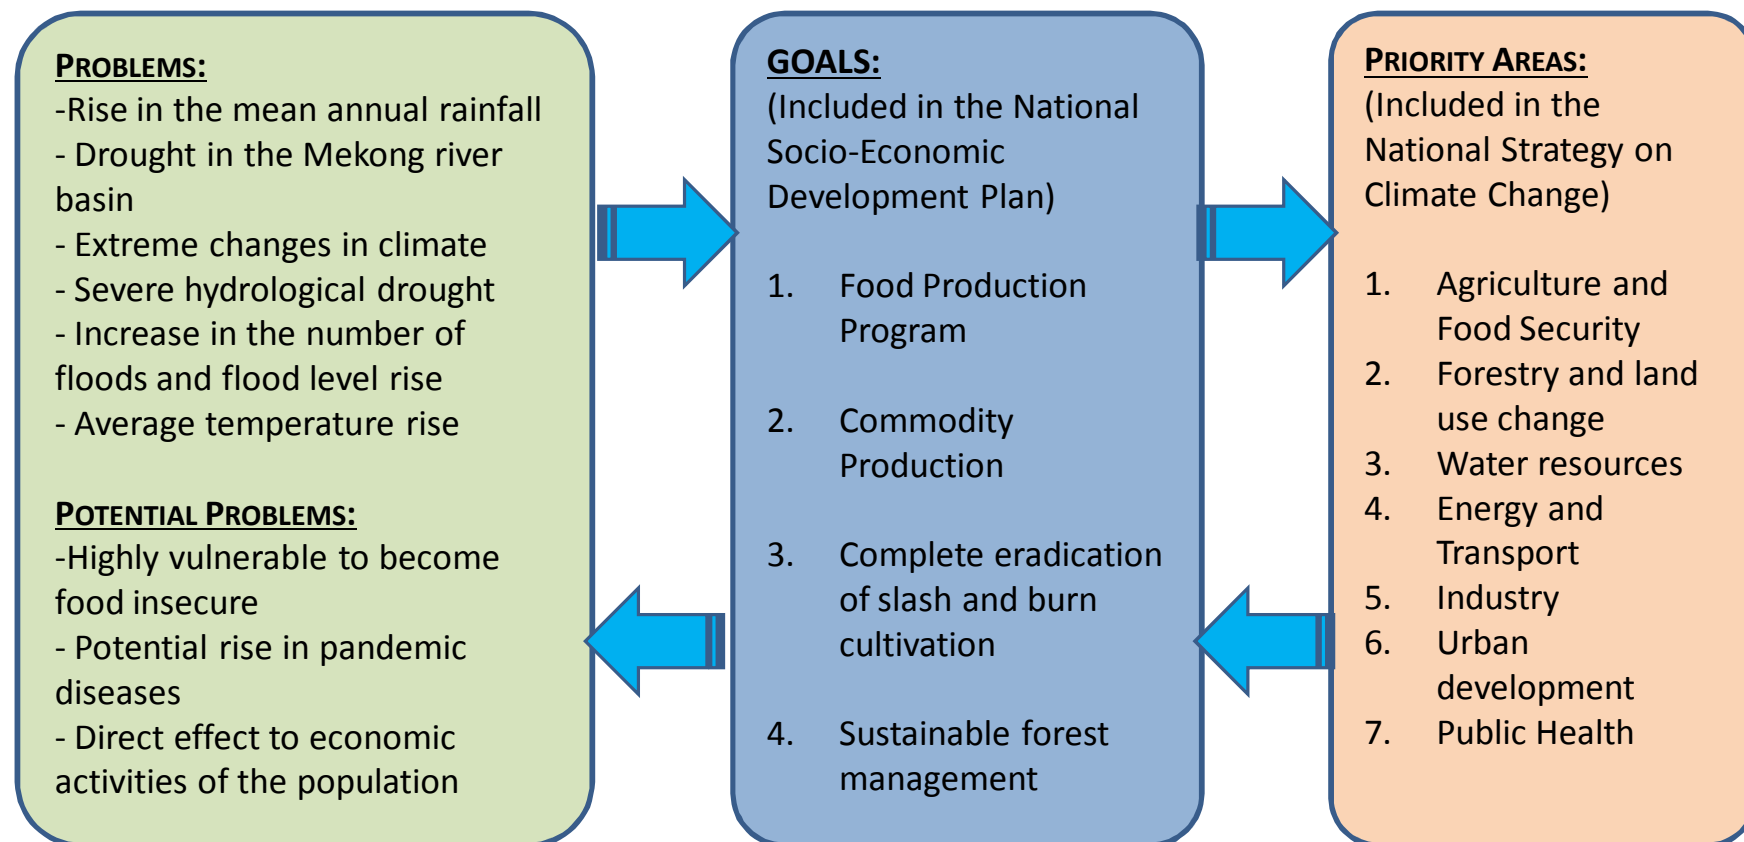 PROBLEMS:
-Rise in the mean annual rainfall
- Drought in the Mekong river
basin
- Extreme changes in climate
- Severe hydrological drought
- Increase in the number of
floods and flood level rise
- Average temperature rise
POTENTIAL PROBLEMS:
-Highly vulnerable to become
food insecure
- Potential rise in pandemic
diseases
- Direct effect to economic
activities of the population
GOALS:
(Included in the National
Socio-Economic
Development Plan)
1. Food Production
Program
2. Commodity
Production
3. Complete eradication
of slash and burn
cultivation
4. Sustainable forest
management
PRIORITY AREAS:
(Included in the
National Strategy on
Climate Change)
1. Agriculture and
Food Security
2. Forestry and land
use change
3. Water resources
4. Energy and
Transport
5. Industry
6. Urban
development
7. Public Health